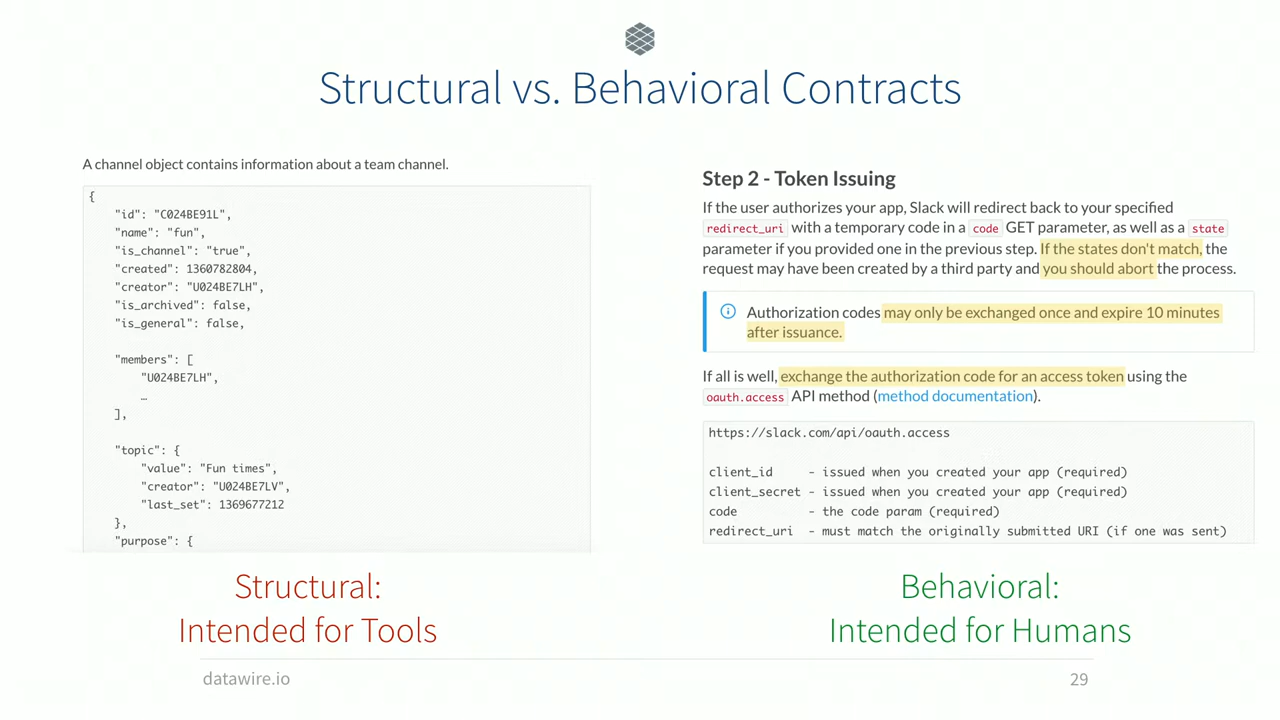 Structural vs. Behavioral Contracts
A channel object contains information about a team channel.
{
"id": "C024BE91L",
"name": "fun",
"is_channel": "true",
"created": 1360782804,
"creator": "U024BE7LH",
"is_archived": false,
"is_general": false,
"members": [
"U024BE7LH",
…
],
"topic": {
"value": "Fun times",
"creator": "U024BE7LV",
"last_set": 1369677212
},
"purpose": {
Structural:
Intended for Tools
Step 2 - Token Issuing
If the user authorizes your app, Slack will redirect back to your specified
redirect_uri with a temporary code in a code GET parameter, as well as a state
parameter if you provided one in the previous step. If the states don't match, the
request may have been created by a third party and you should abort the process.
Authorization codes may only be exchanged once and expire 10 minutes
after issuance.
If all is well, exchange the authorization code for an access token using the
oauth.access API method (method documentation).
https://slack.com/api/oauth.access
client_id - issued when you created your app (required)
client_secret - issued when you created your app (required)
code - the code param (required)
redirect_uri - must match the originally submitted URI (if one was sent)
Behavioral:
Intended for Humans
datawire.io
29